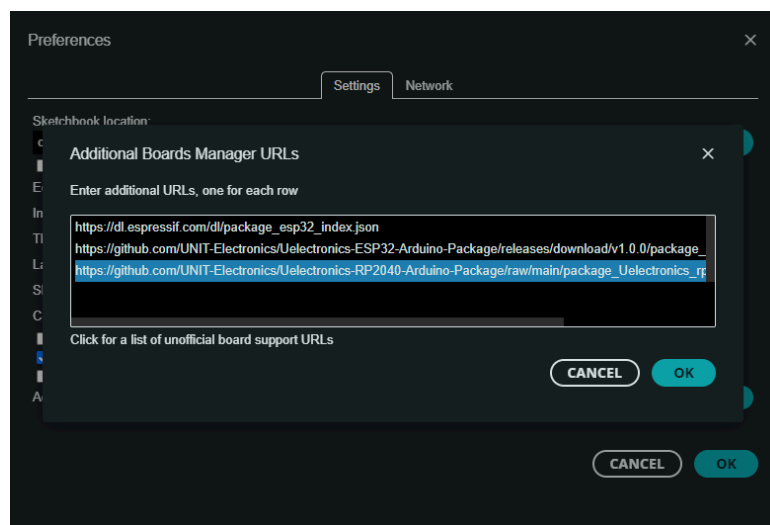 Preferences
Settings
Network
Sketchbook location:
Additional Boards Manager URLs
Enter additional URLs, one for each row
https://dl.espressif.com/dl/package_esp32_index.json
https://github.com/UNIT-Electronics/Uelectronics-ESP32-Arduino-Package/releases/download/v1.0.0/package_
https://github.com/UNIT-Electronics/Uelectronics-RP2040-Arduino-Package/raw/main/package_Uelectronics_rp
Click for a list of unofficial board support URLs
CANCEL
OK
CANCEL
OK